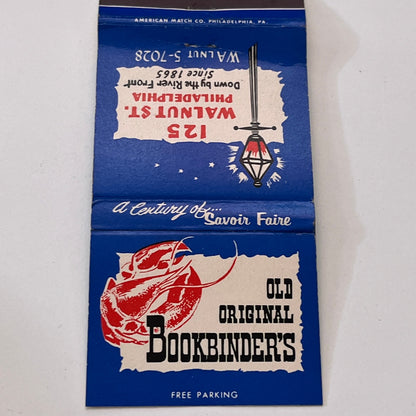 AMERICAN MATCH CO. PHILADELPHIA, PA.
125
WALNUT ST.
PHILADELPHIA
Down by the River Front
Since 1865
WALNUT 5-7028
A Century of...
Savoir Faire
OLD
ORIGINAL
BOOKBINDER'S
FREE PARKING